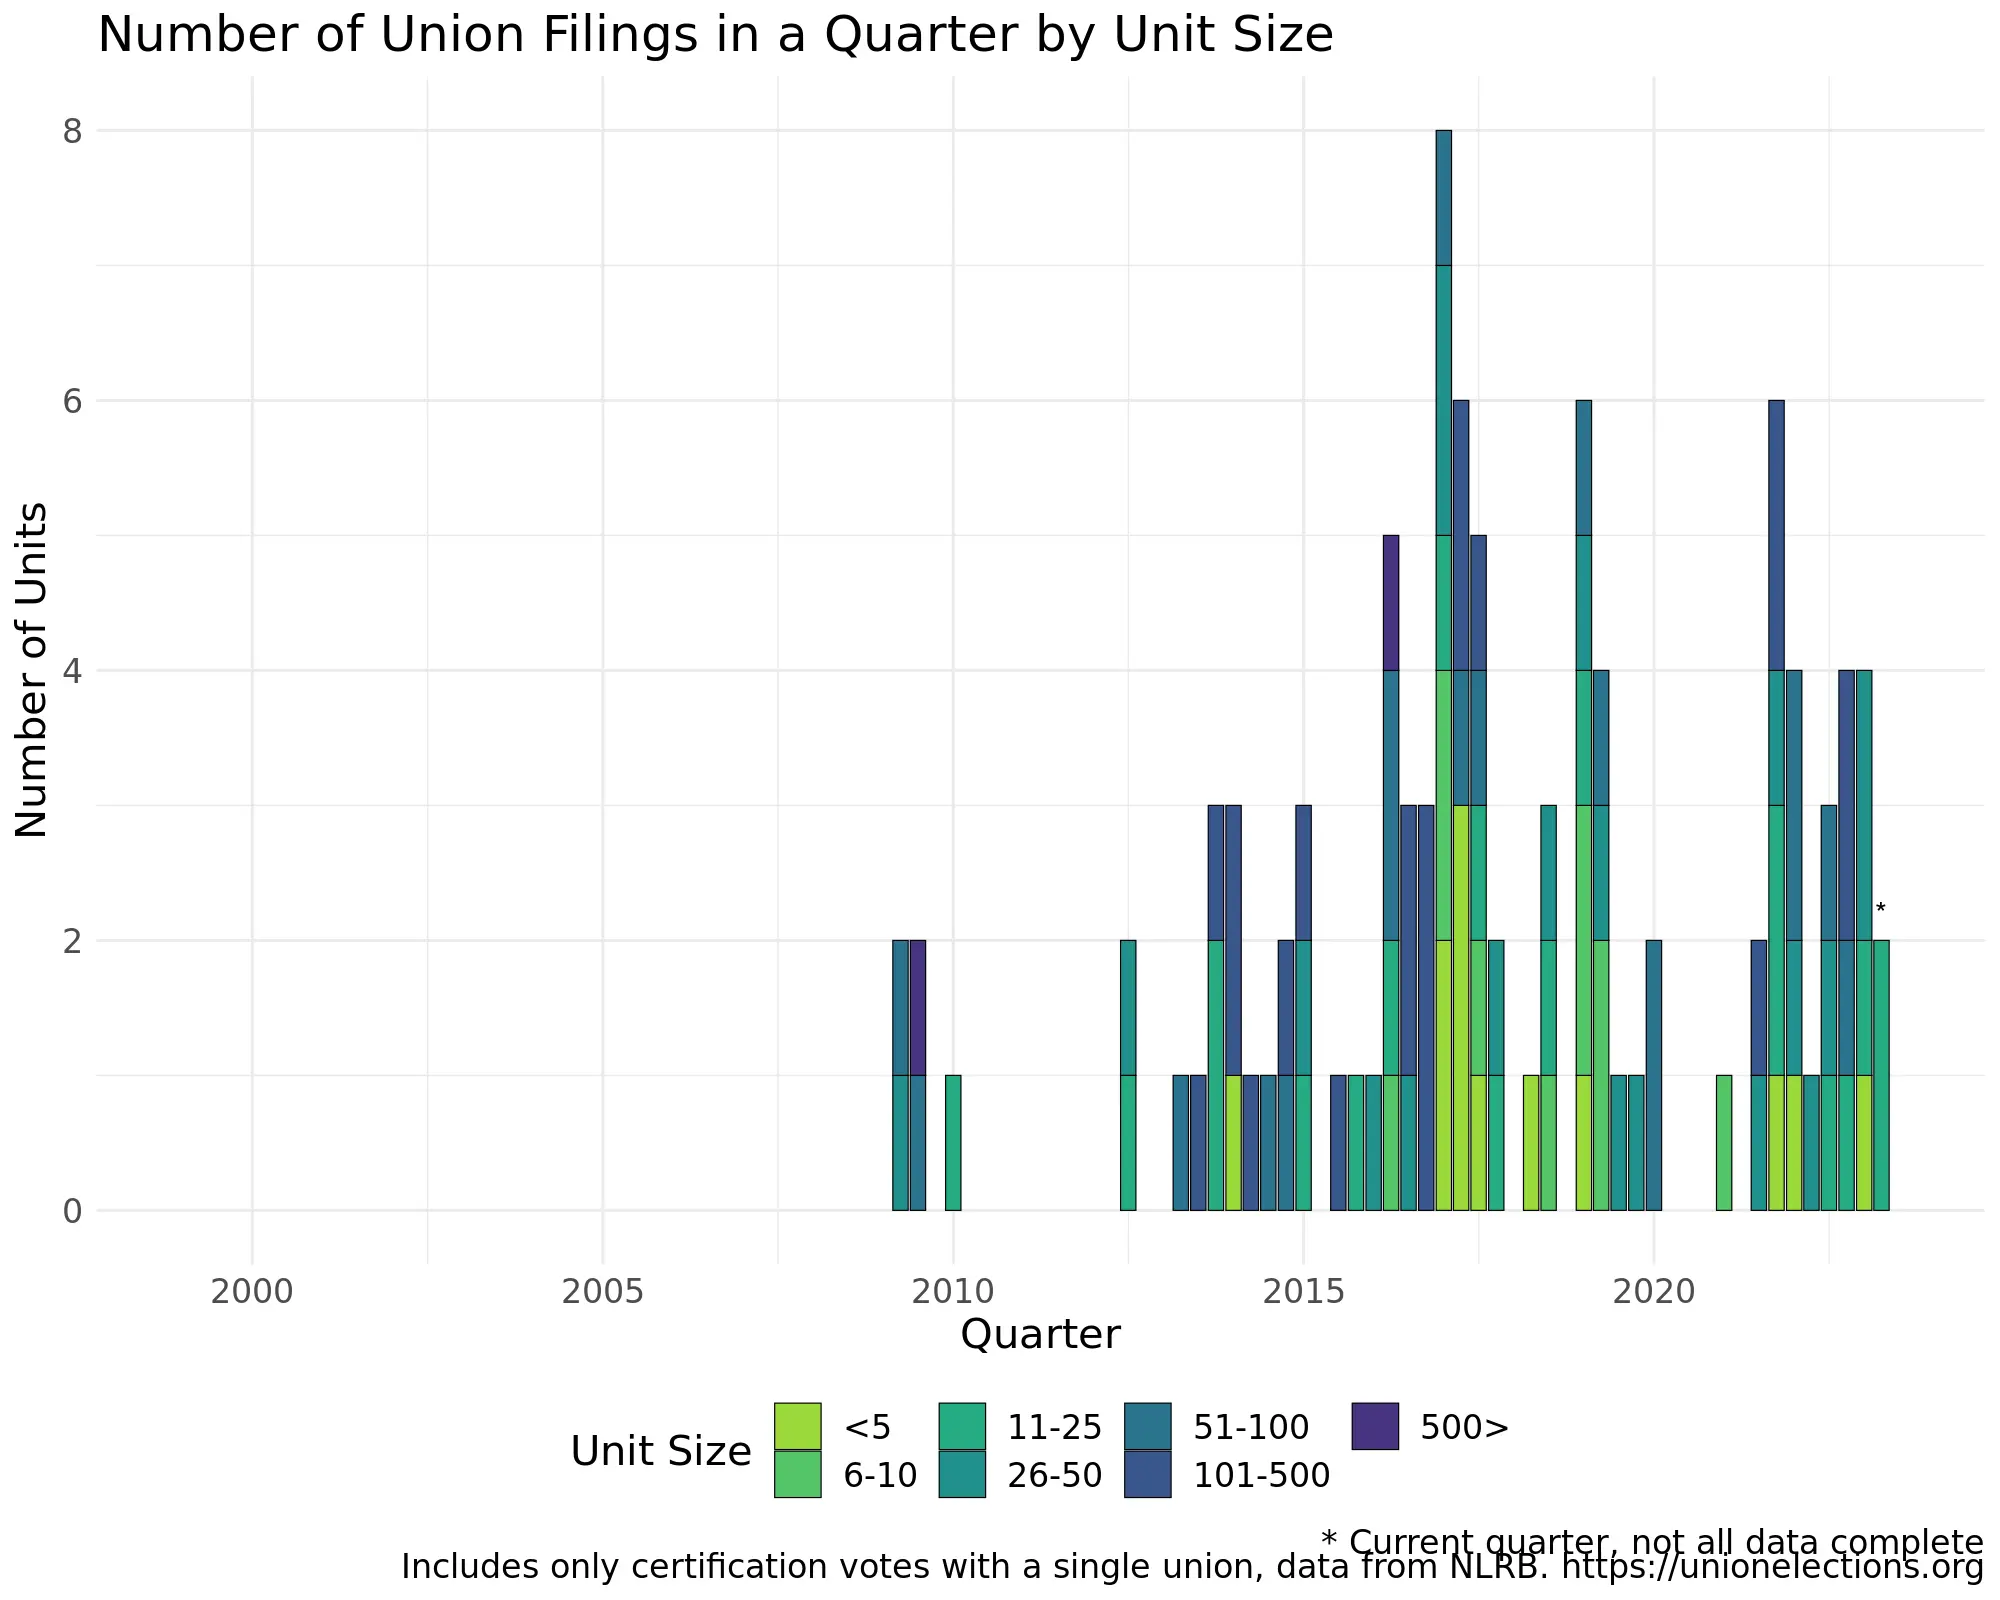 Number of Union Filings in a Quarter by Unit Size
8
6
4
2
0
Number of Units
*
2000 2005 2010 2015 2020
Quarter
Unit Size
<5 11-25 51-100 500>
6-10 26-50 101-500
* Current quarter, not all data complete
Includes only certification votes with a single union, data from NLRB. https://unionelections.org